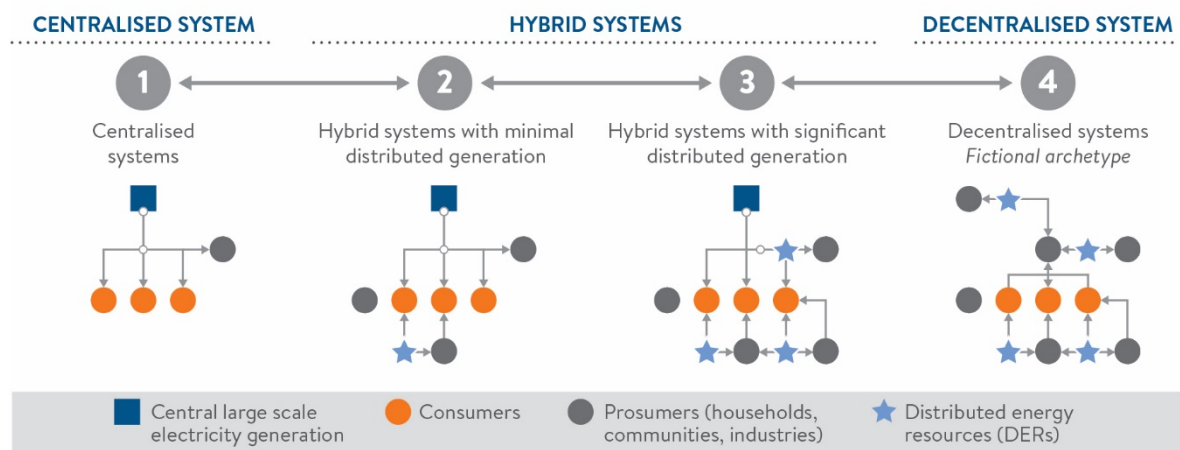 CENTRALISED SYSTEM
HYBRID SYSTEMS
DECENTRALISED SYSTEM
1
2
3
4
Centralised
systems
Hybrid systems with minimal
distributed generation
Hybrid systems with significant
distributed generation
Decentralised systems
Fictional archetype
Central large scale
electricity generation
Consumers
Prosumers (households,
communities, industries)
Distributed energy
resources (DERs)